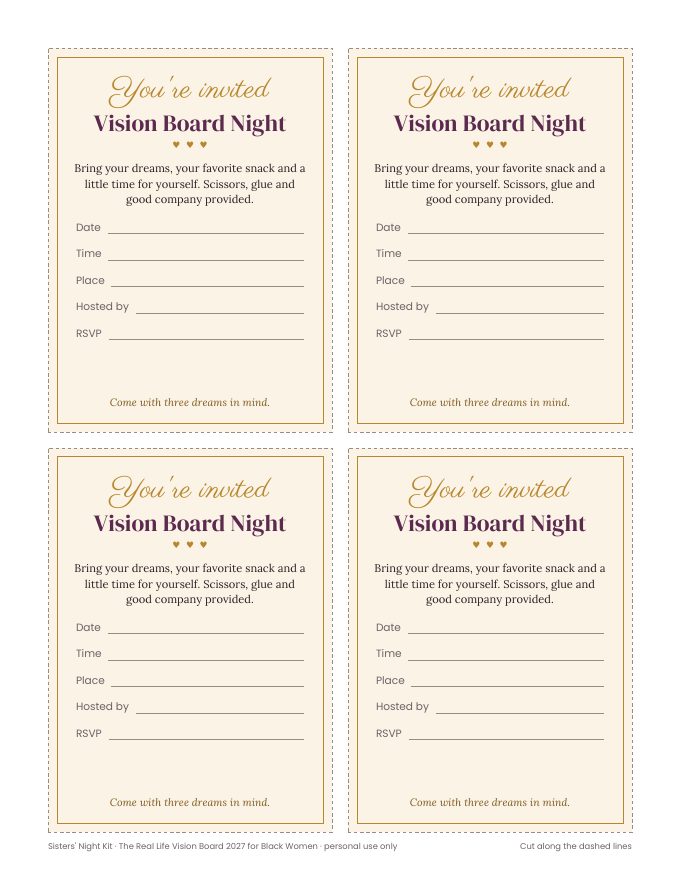 You're invited
Vision Board Night
Bring your dreams, your favorite snack and a
little time for yourself. Scissors, glue and
good company provided.
Date
Time
Place
Hosted by
RSVP
Come with three dreams in mind.
You're invited
Vision Board Night
Bring your dreams, your favorite snack and a
little time for yourself. Scissors, glue and
good company provided.
Date
Time
Place
Hosted by
RSVP
Come with three dreams in mind.
You're invited
Vision Board Night
Bring your dreams, your favorite snack and a
little time for yourself. Scissors, glue and
good company provided.
Date
Time
Place
Hosted by
RSVP
Come with three dreams in mind.
You're invited
Vision Board Night
Bring your dreams, your favorite snack and a
little time for yourself. Scissors, glue and
good company provided.
Date
Time
Place
Hosted by
RSVP
Come with three dreams in mind.
Sisters' Night Kit · The Real Life Vision Board 2027 for Black Women · personal use only
Cut along the dashed lines